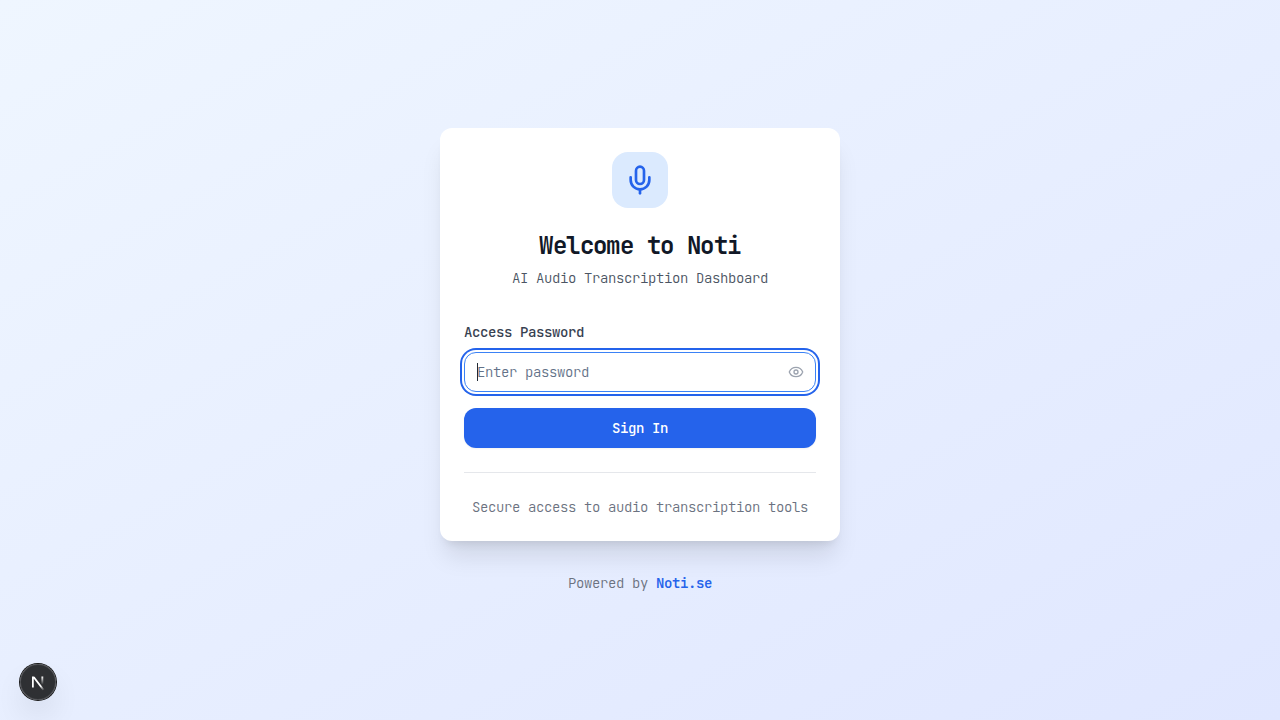 Welcome to Noti
AI Audio Transcription Dashboard
Access Password
Enter password
Sign In
Secure access to audio transcription tools
Powered by Noti.se
N